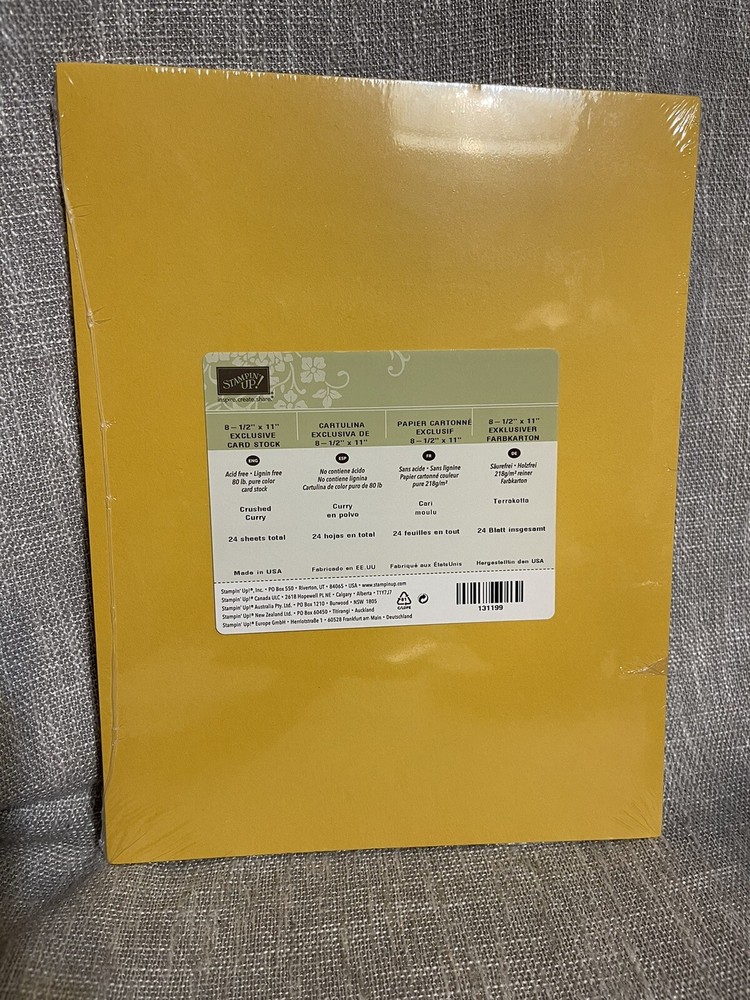 STAMPIN' UP!
inspire. create. share.
8–1/2" x 11"
EXCLUSIVE
CARD STOCK
ENG
Acid free • Lignin free
80 lb. pure color
card stock
Crushed
Curry
24 sheets total
Made in USA
CARTULINA
EXCLUSIVA DE
8–1/2" x 11"
ESP
No contiene ácido
No contiene lignina
Cartulina de color puro de 80 lb
Curry
en polvo
24 hojas en total
Fabricado en EE.UU
PAPIER CARTONNÉ
EXCLUSIF
8–1/2" x 11"
FR
Sans acide • Sans lignine
Papier cartonné couleur
pure 218g/m²
Cari
moulu
24 feuilles en tout
Fabriqué aux ÉtatsUnis
8–1/2" x 11"
EXKLUSIVER
FARBKARTON
DE
Säurefrei • Holzfrei
218g/m² reiner
Farbkarton
Terrakotta
24 Blatt insgesamt
Hergestelltin den USA
Stampin' Up!®, Inc. • PO Box 550 • Riverton, UT • 84065 • USA • www.stampinup.com
Stampin' Up!® Canada ULC • 2618 Hopewell PL NE • Calgary • Alberta • T1Y7J7
Stampin' Up!® Australia Pty. Ltd. • PO Box 1210 • Burwood • NSW 1805
Stampin' Up!® New Zealand Ltd. • PO Box 60450 • Titirangi • Auckland
Stampin' Up!® Europe GmbH • Herriotstraße 1 • 60528 Frankfurt am Main • Deutschland
131199